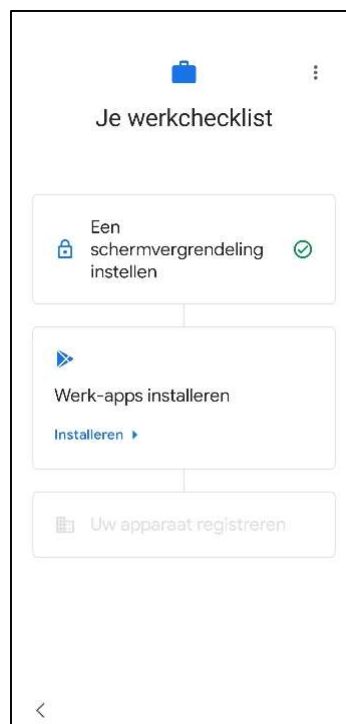 Je werkchecklist
Een
schermvergrendeling
instellen
Werk-apps installeren
Installeren
Uw apparaat registreren